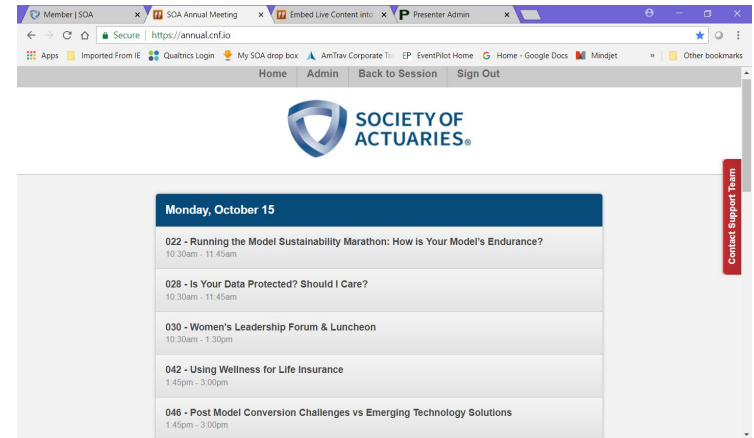 Member | SOA
SOA Annual Meeting
Embed Live Content into
Presenter Admin
Secure https://annual.cnf.io
Apps Imported From IE Qualtrics Login My SOA drop box AmTrav Corporate Tra EP EventPilot Home G Home - Google Docs Mindjet » Other bookmarks
Home Admin Back to Session Sign Out
SOCIETY OF
ACTUARIES®
Contact Support Team
Monday, October 15
022 - Running the Model Sustainability Marathon: How is Your Model's Endurance?
10:30am - 11:45am
028 - Is Your Data Protected? Should I Care?
10:30am - 11:45am
030 - Women's Leadership Forum & Luncheon
10:30am - 1:30pm
042 - Using Wellness for Life Insurance
1:45pm - 3:00pm
046 - Post Model Conversion Challenges vs Emerging Technology Solutions
1:45pm - 3:00pm